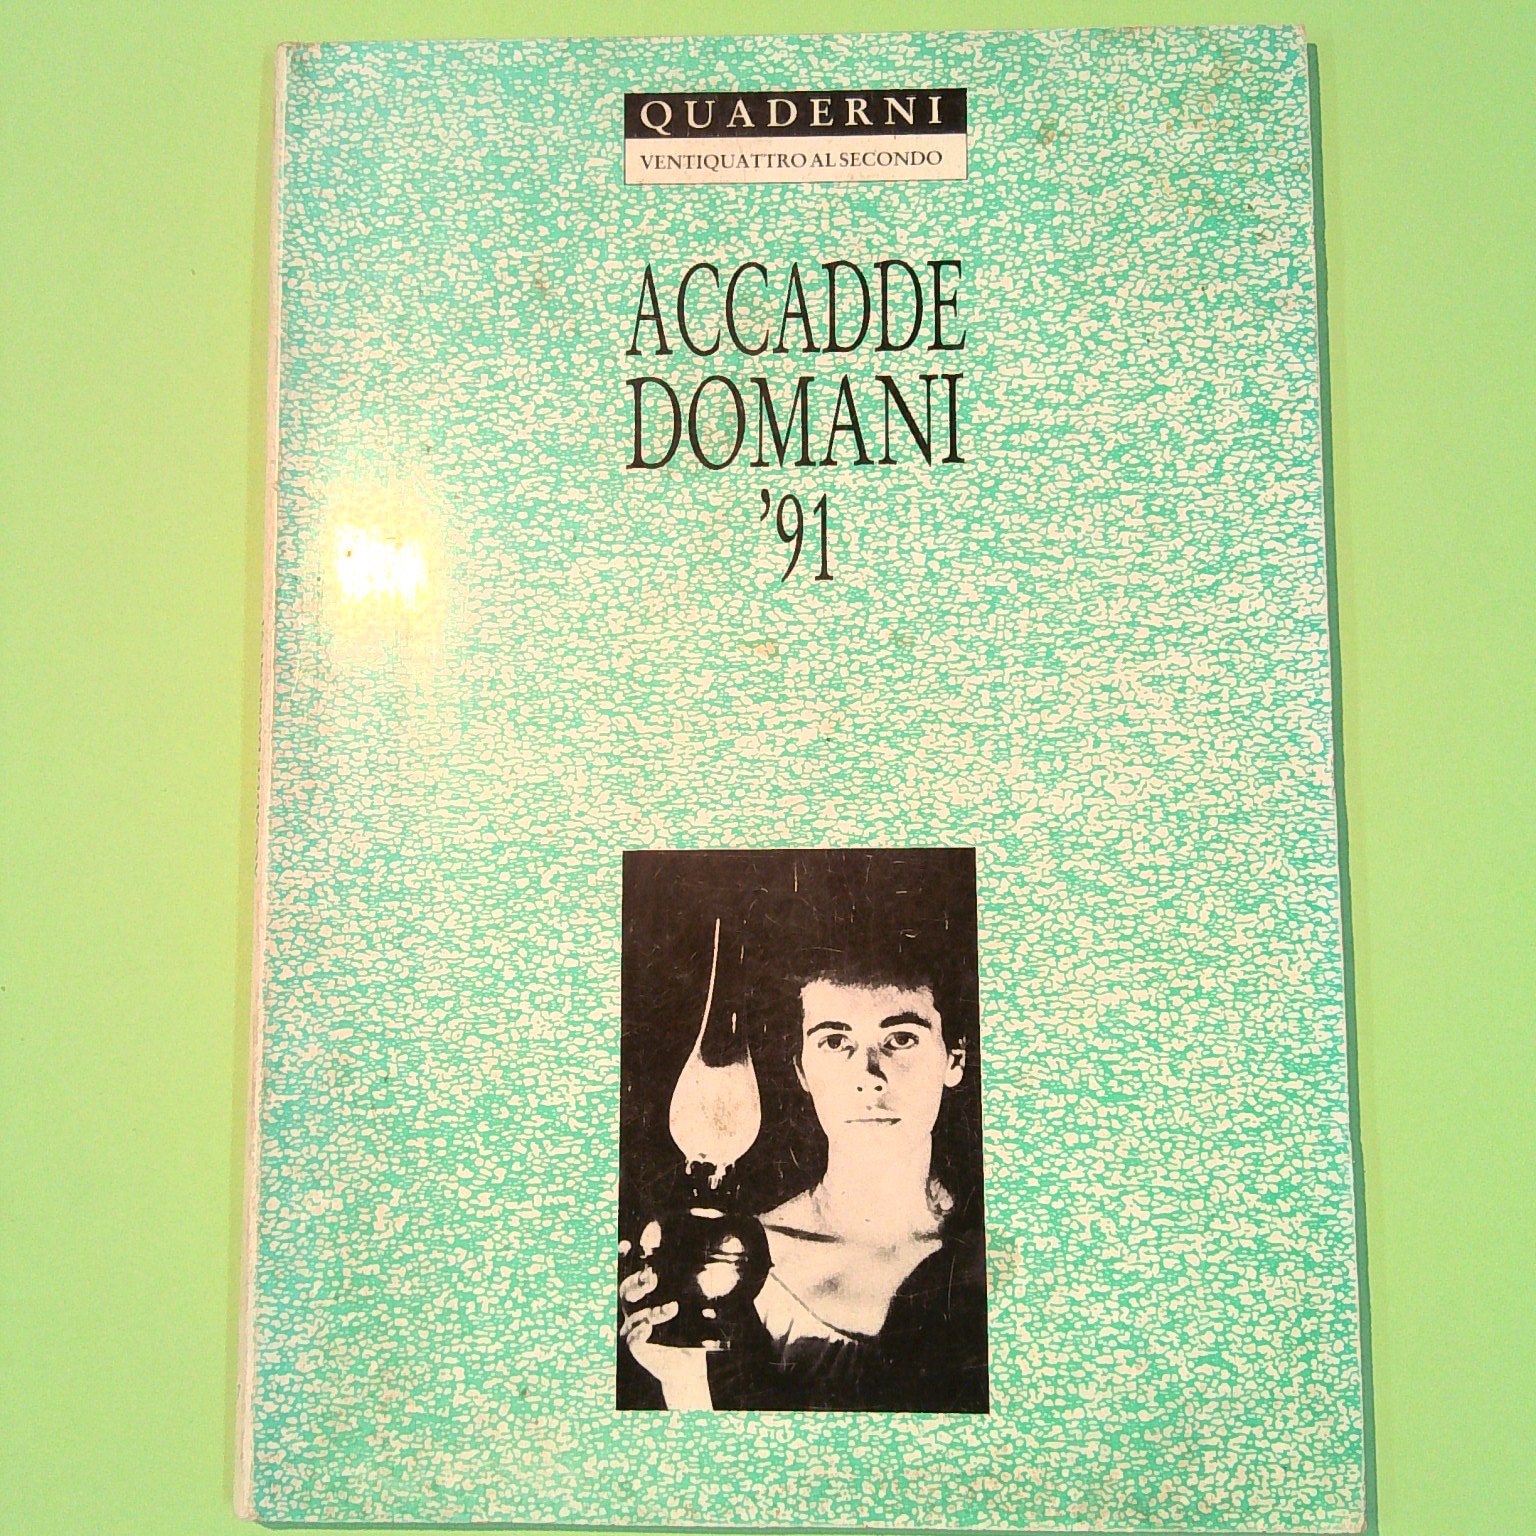 QUADERNI
VENTIQUATTRO AL SECONDO
ACCADDE
DOMANI
’91